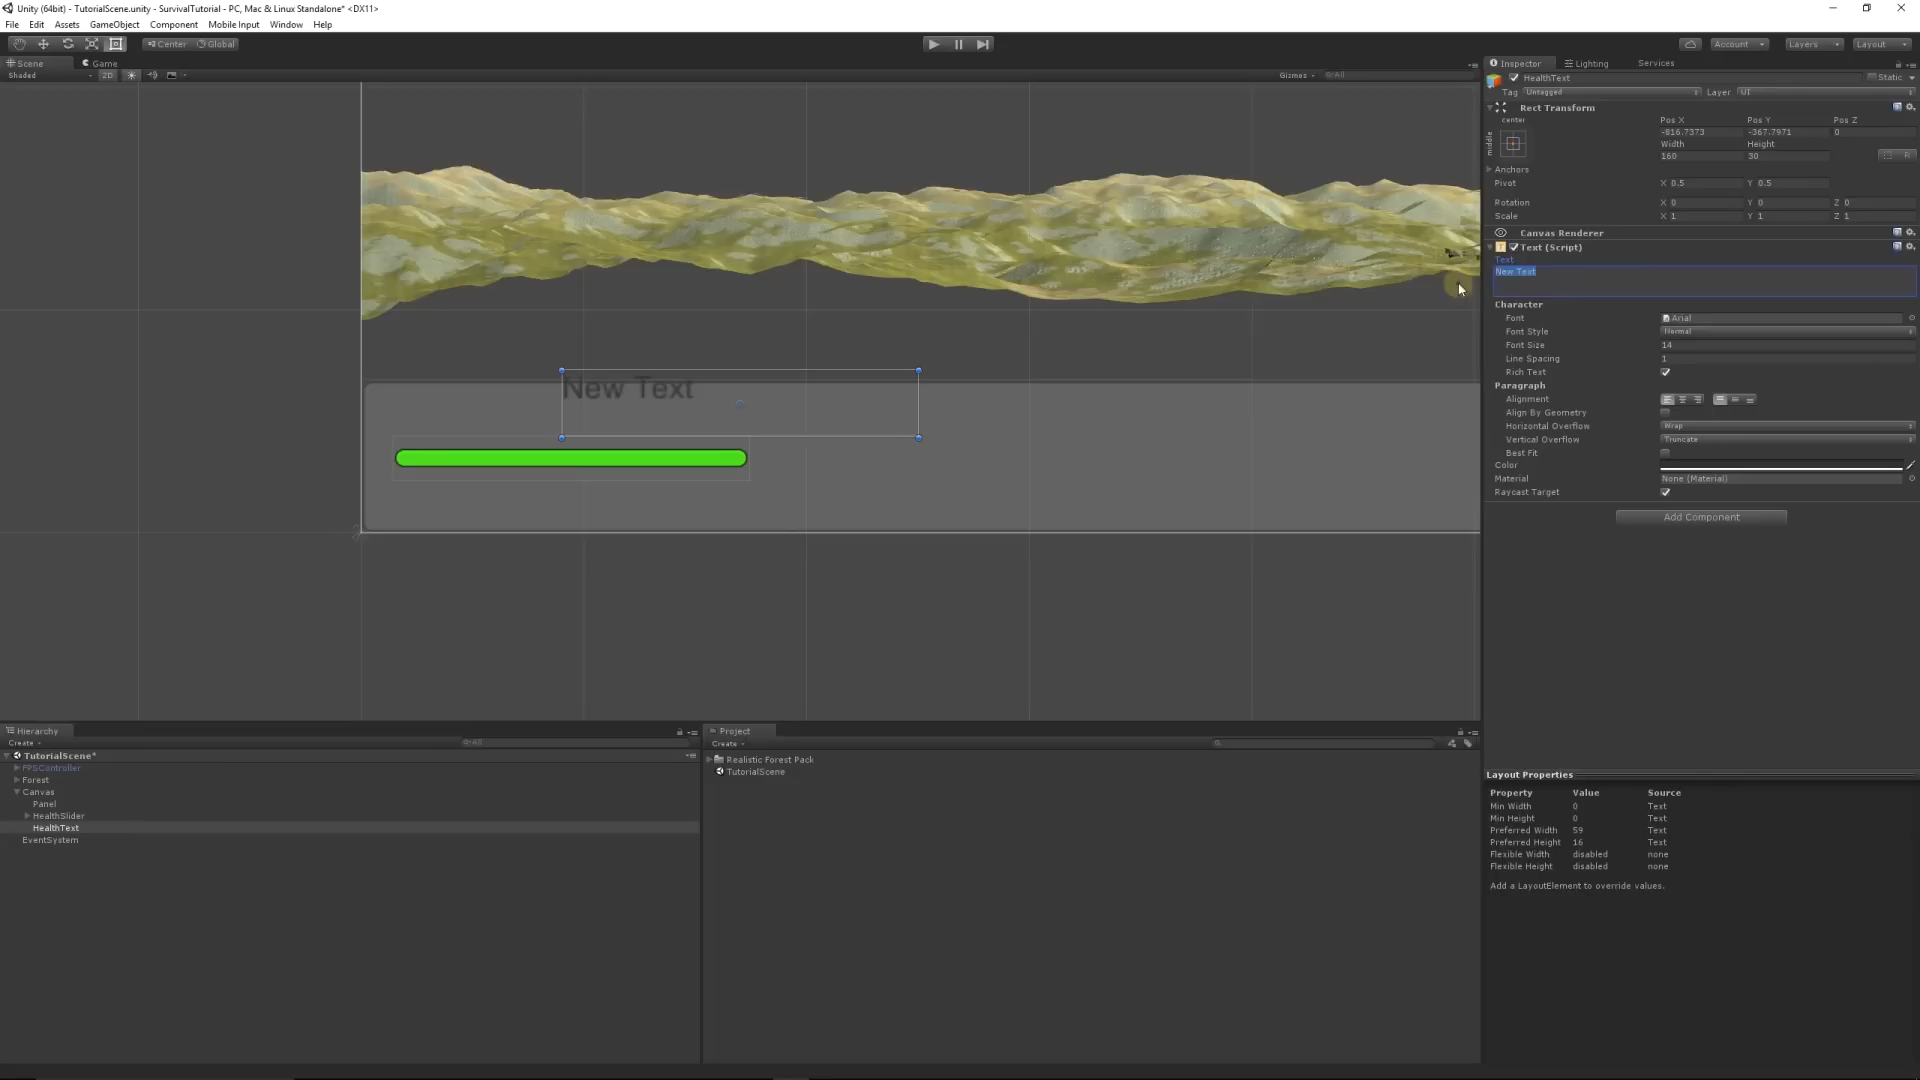 Unity (64bit) - TutorialScene.unity - SurvivalTutorial - PC, Mac & Linux Standalone* <DX11>
File Edit Assets GameObject Component Mobile Input Window Help
Center Global Account Layers Layout
Scene Game
Shaded 2D Gizmos All
Inspector Lighting Services
HealthText Static
Tag Untagged Layer UI
Rect Transform
center Pos X Pos Y Pos Z
middle -816.7373 -367.7971 0
Width Height
160 30 R
Anchors
Pivot X 0.5 Y 0.5
Rotation X 0 Y 0 Z 0
Scale X 1 Y 1 Z 1
Canvas Renderer
Text (Script)
Text
New Text
Character
Font Arial
Font Style Normal
Font Size 14
Line Spacing 1
Rich Text
Paragraph
Alignment
Align By Geometry
Horizontal Overflow Wrap
Vertical Overflow Truncate
Best Fit
Color
Material None (Material)
Raycast Target
Add Component
New Text
Hierarchy
Create All
TutorialScene*
FPSController
Forest
Canvas
Panel
HealthSlider
HealthText
EventSystem
Project
Create
Realistic Forest Pack
TutorialScene
Layout Properties
Property Value Source
Min Width 0 Text
Min Height 0 Text
Preferred Width 59 Text
Preferred Height 16 Text
Flexible Width disabled none
Flexible Height disabled none
Add a LayoutElement to override values.